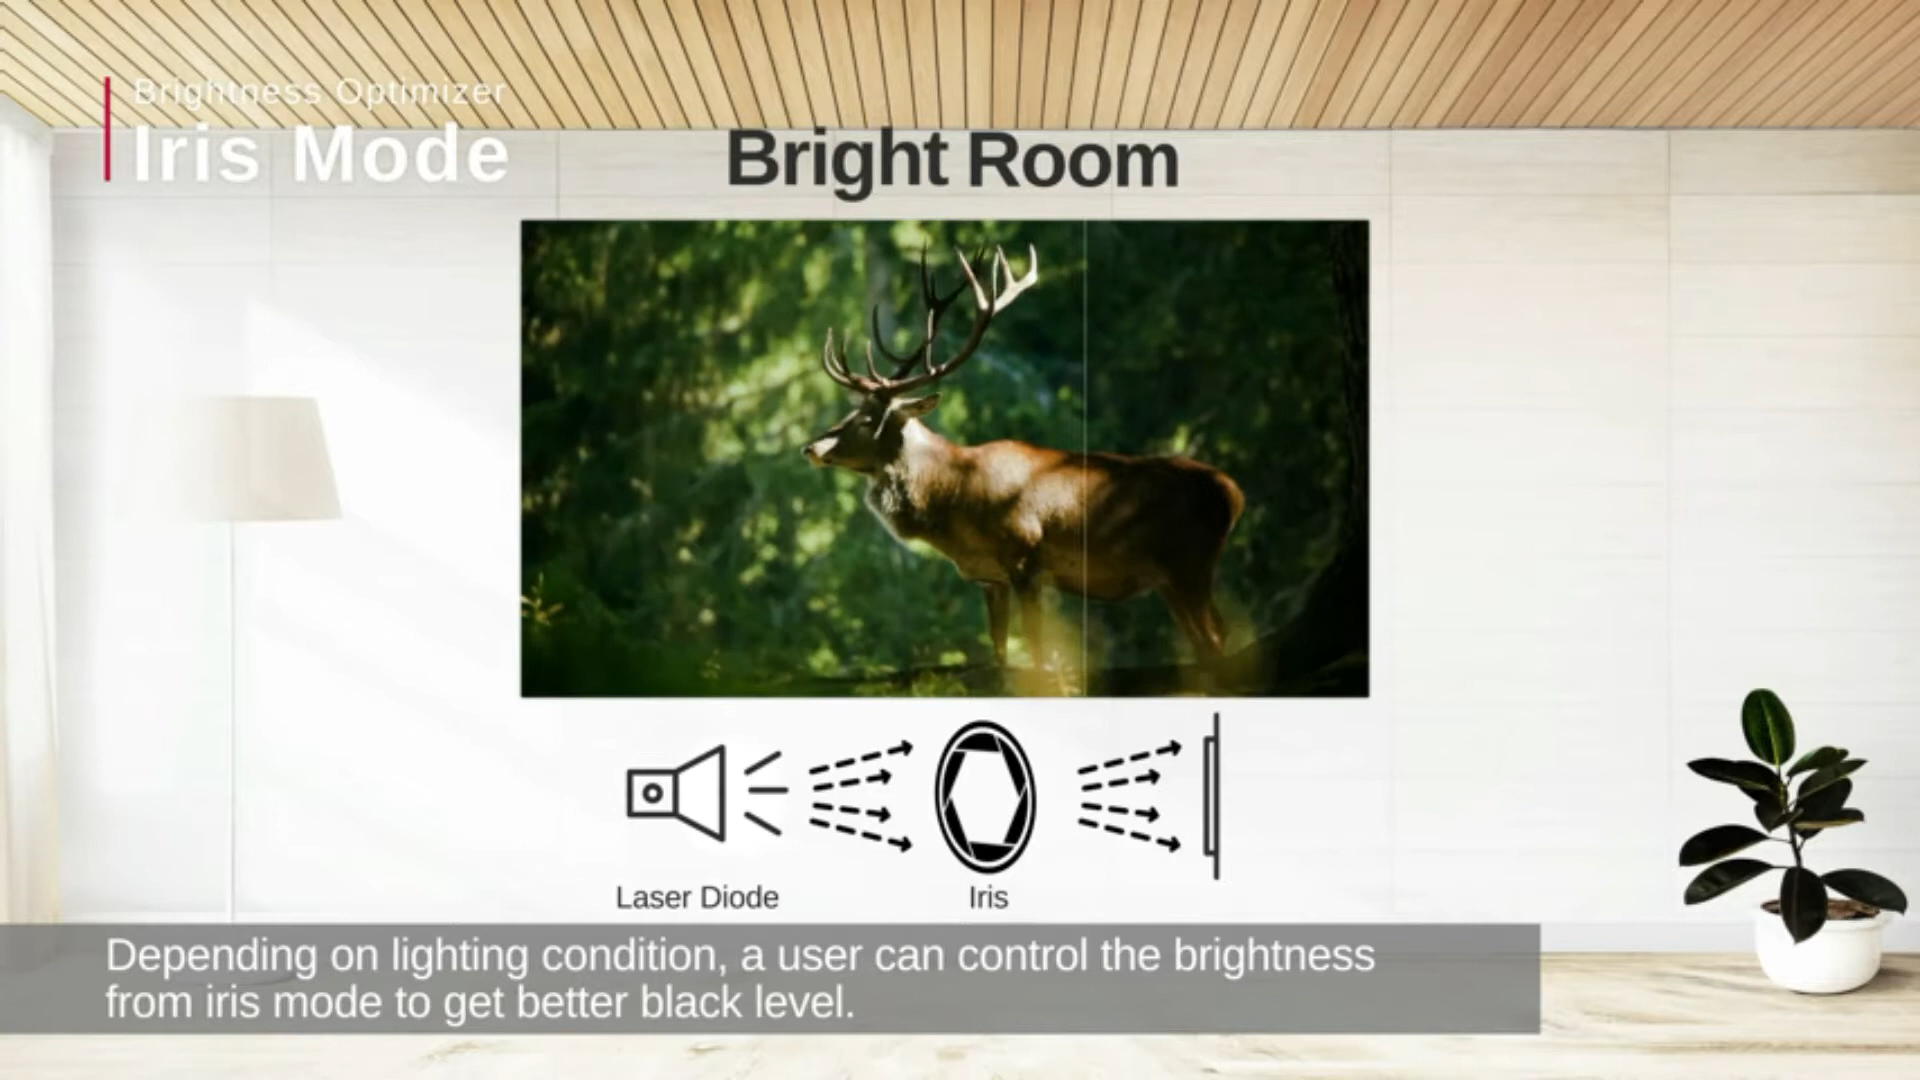 Brightness Optimizer
Iris Mode
Bright Room
Laser Diode
Iris
Depending on lighting condition, a user can control the brightness
from iris mode to get better black level.